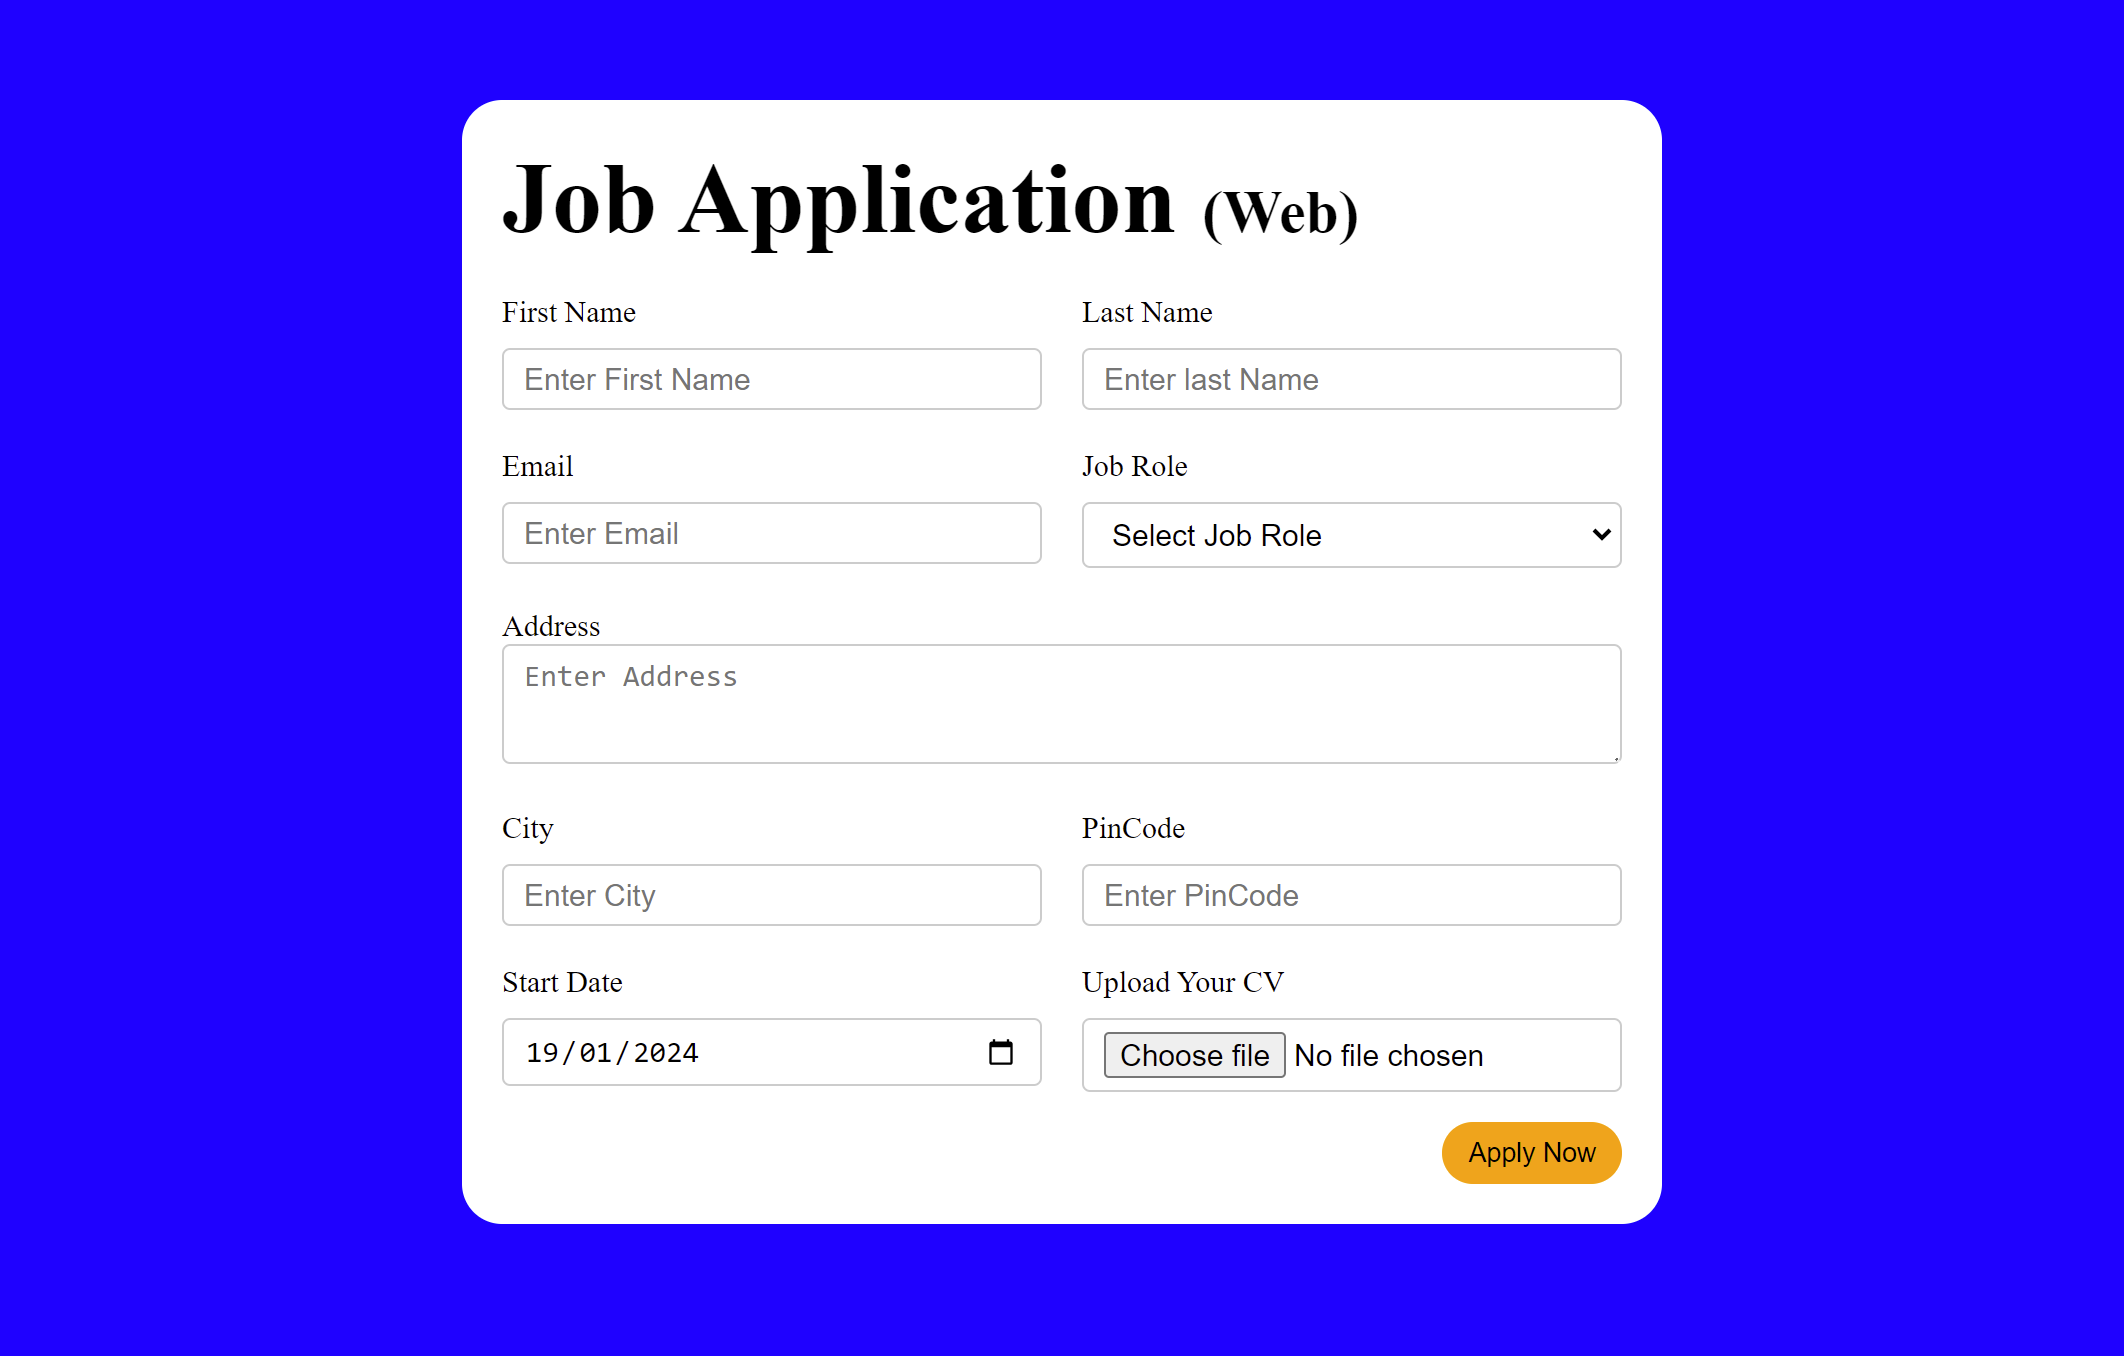 Job Application (Web)
First Name
Last Name
Enter First Name
Enter last Name
Email
Job Role
Enter Email
Select Job Role
Address
Enter Address
City
PinCode
Enter City
Enter PinCode
Start Date
Upload Your CV
19/01/2024
Choose file No file chosen
Apply Now